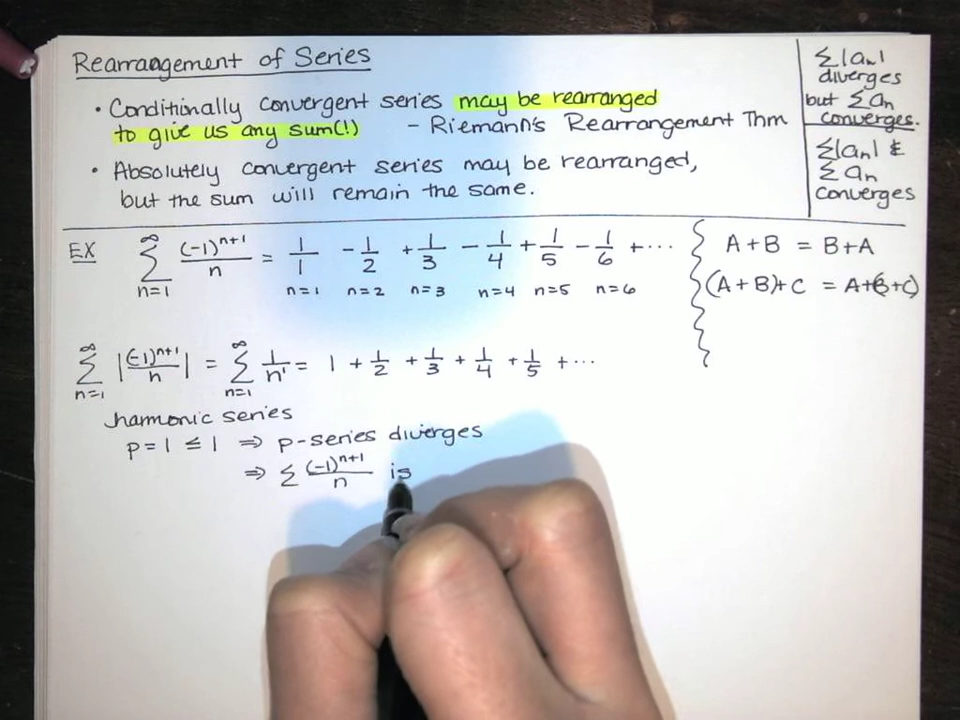 Rearrangement of Series
• Conditionally convergent series may be rearranged
to give us any sum(!) - Riemann's Rearrangement Thm
• Absolutely convergent series may be rearranged,
but the sum will remain the same.
∑|aₙ|
diverges
but ∑aₙ
converges.
∑|aₙ| &
∑aₙ
converges
EX ∑_{n=1}^{∞} (-1)^{n+1}/n = 1/1 - 1/2 + 1/3 - 1/4 + 1/5 - 1/6 + ⋯
n=1 n=2 n=3 n=4 n=5 n=6
A+B = B+A
(A+B)+C = A+(B+C)
∑_{n=1}^{∞} |(-1)^{n+1}/n| = ∑_{n=1}^{∞} 1/n¹ = 1 + 1/2 + 1/3 + 1/4 + 1/5 + ⋯
harmonic series
p=1 ≤ 1 ⇒ p-series diverges
⇒ ∑ (-1)^{n+1}/n is